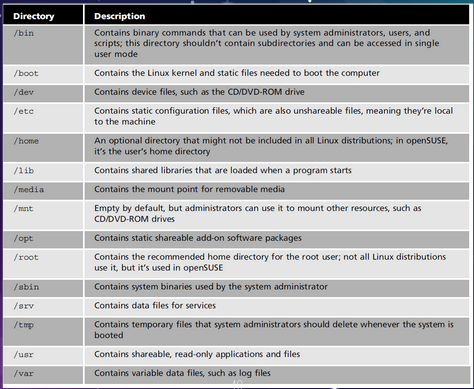 Directory Description
/bin Contains binary commands that can be used by system administrators, users, and
scripts; this directory shouldn't contain subdirectories and can be accessed in single
user mode
/boot Contains the Linux kernel and static files needed to boot the computer
/dev Contains device files, such as the CD/DVD-ROM drive
/etc Contains static configuration files, which are also unshareable files, meaning they're local
to the machine
/home An optional directory that might not be included in all Linux distributions; in openSUSE,
it's the user's home directory
/lib Contains shared libraries that are loaded when a program starts
/media Contains the mount point for removable media
/mnt Empty by default, but administrators can use it to mount other resources, such as
CD/DVD-ROM drives
/opt Contains static shareable add-on software packages
/root Contains the recommended home directory for the root user; not all Linux distributions
use it, but it's used in openSUSE
/sbin Contains system binaries used by the system administrator
/srv Contains data files for services
/tmp Contains temporary files that system administrators should delete whenever the system is
booted
/usr Contains shareable, read-only applications and files
/var Contains variable data files, such as log files